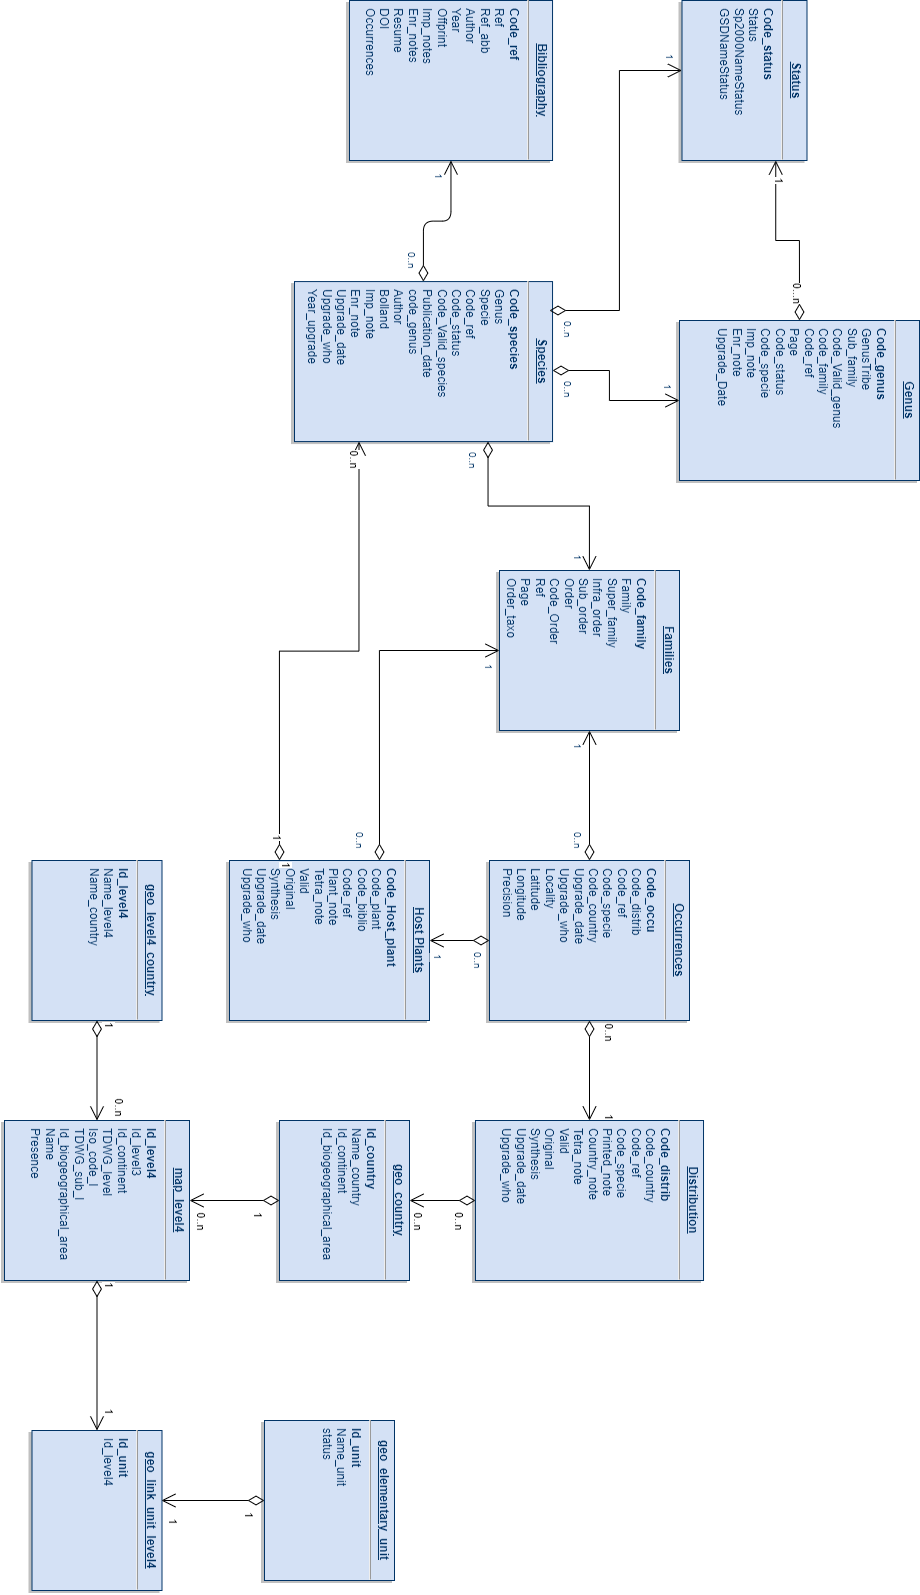 Status
Code_status
Status
Sp2000NameStatus
GSDNameStatus
1
1
Bibliography
Code_ref
Ref
Ref_abb
Author
Year
Offprint
Imp_notes
Enr_notes
Resume
DOI
Occurrences
1
0..n
0..n
Genus
Code_genus
GenusTribe
Sub_family
Code_Valid_genus
Code_family
Code_ref
Page
Code_status
Code_specie
Imp_note
Enr_note
Upgrade_Date
0..n
0..n
1
Species
Code_species
Genus
Specie
Code_ref
Code_status
Code_Valid_species
Publication_date
code_genus
Author
Bolland
Imp_note
Enr_note
Upgrade_date
Upgrade_who
Year_upgrade
0..n
0..n
1
Families
Code_family
Family
Super_family
Infra_order
Sub_order
Order
Code_Order
Ref
Page
Order_taxo
1
1
0..n
0..n
1
1
Occurrences
Code_occu
Code_distrib
Code_ref
Code_specie
Code_country
Upgrade_date
Upgrade_who
Locality
Latitude
Longitude
Precision
0..n
1
0..n
Host Plants
Code_Host_plant
Code_plant
Code_biblio
Code_ref
Plant_note
Tetra_note
Valid
Original
Synthesis
Upgrade_date
Upgrade_who
geo_level4_country
Id_level4
Name_level4
Name_country
1
0..n
1
Distribution
Code_distrib
Code_country
Code_ref
Code_specie
Printed_note
Country_note
Tetra_note
Valid
Original
Synthesis
Upgrade_date
Upgrade_who
0..n
0..n
geo_country
Id_country
Name_country
Id_continent
Id_biogeographical_area
1
0..n
map_level4
Id_level4
Id_level3
Id_continent
TDWG_level
Iso_code_l
TDWG_sub_l
Id_biogeographical_area
Name
Presence
1
1
geo_elementary_unit
Id_unit
Name_unit
status
1
1
geo_link_unit_level4
Id_unit
Id_level4